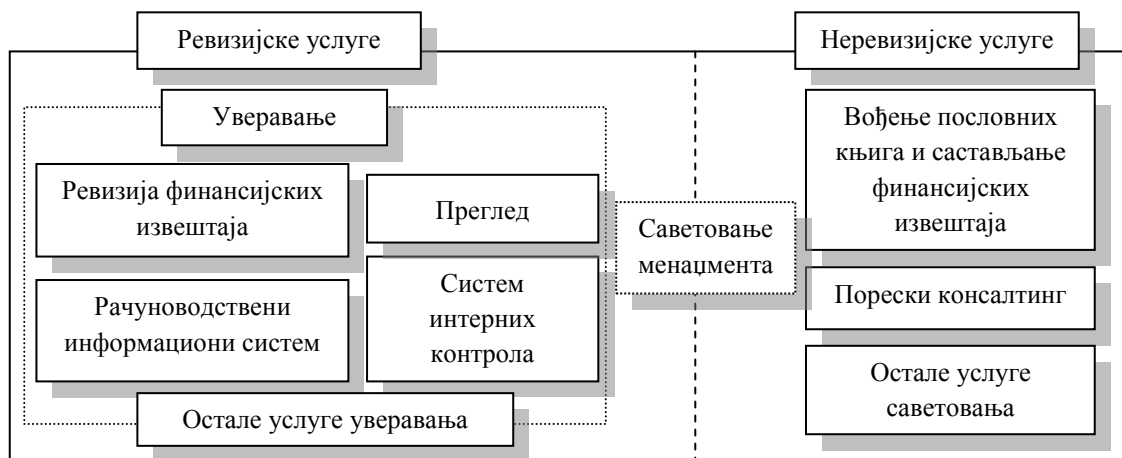 Ревизијске услуге
Неревизијске услуге
Уверавање
Ревизија финансијских
извештаја
Преглед
Рачуноводствени
информациони систем
Систем
интерних
контрола
Остале услуге уверавања
Саветовање
менаџмента
Вођење пословних
књига и састављање
финансијских
извештаја
Порески консалтинг
Остале услуге
саветовања